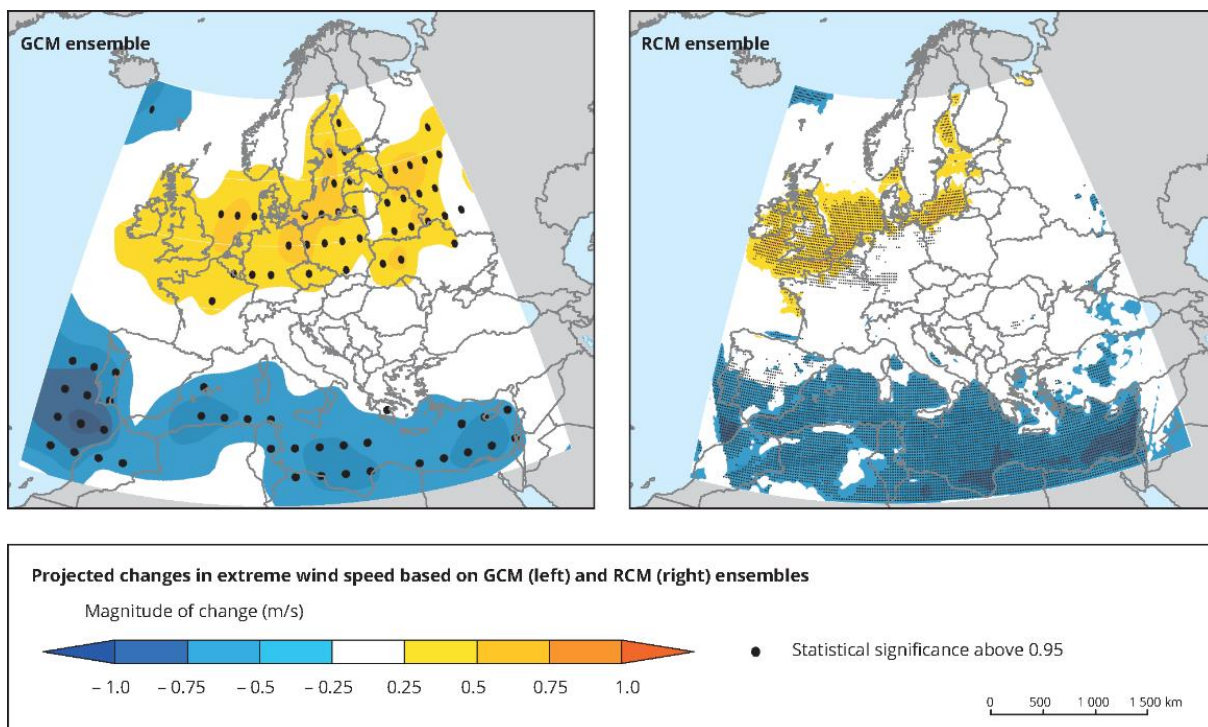 GCM ensemble
RCM ensemble
Projected changes in extreme wind speed based on GCM (left) and RCM (right) ensembles
Magnitude of change (m/s)
– 1.0 – 0.75 – 0.5 – 0.25 0.25 0.5 0.75 1.0
Statistical significance above 0.95
0 500 1 000 1 500 km